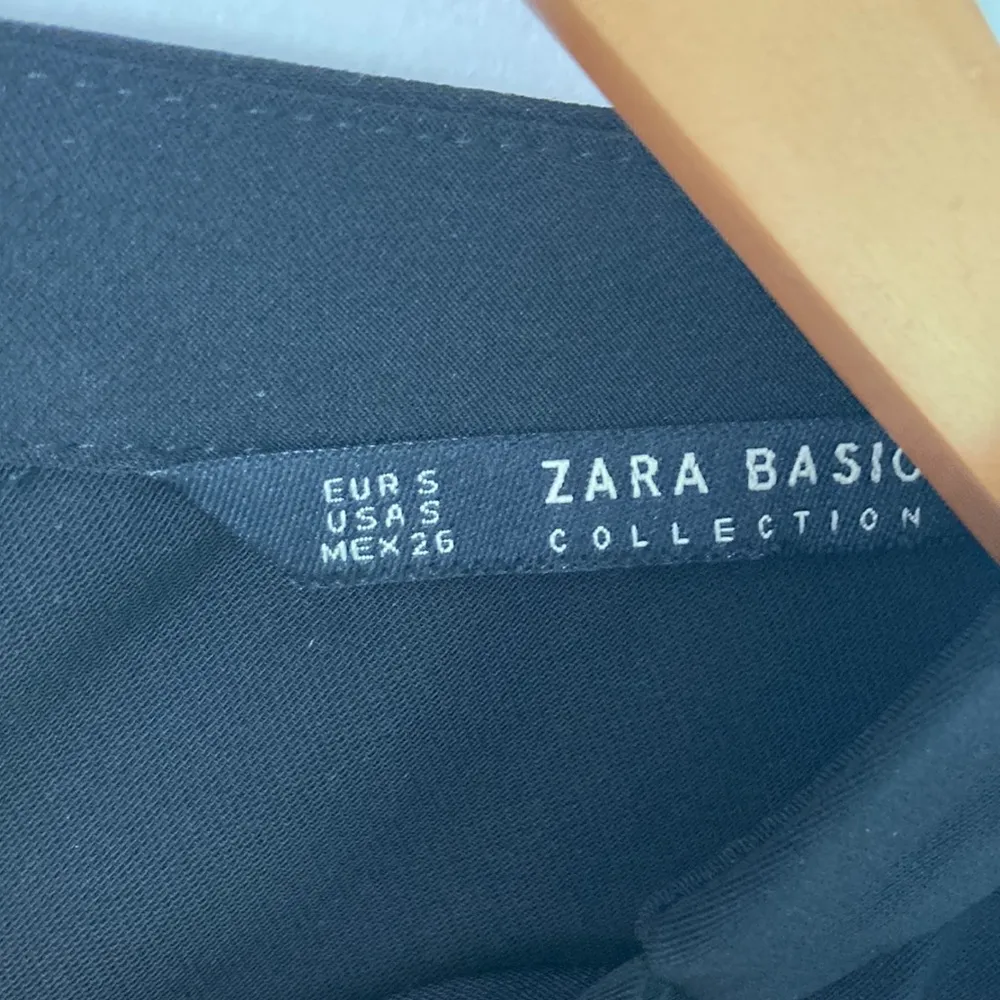 EUR S
USA S
MEX 26
ZARA BASIC
COLLECTION